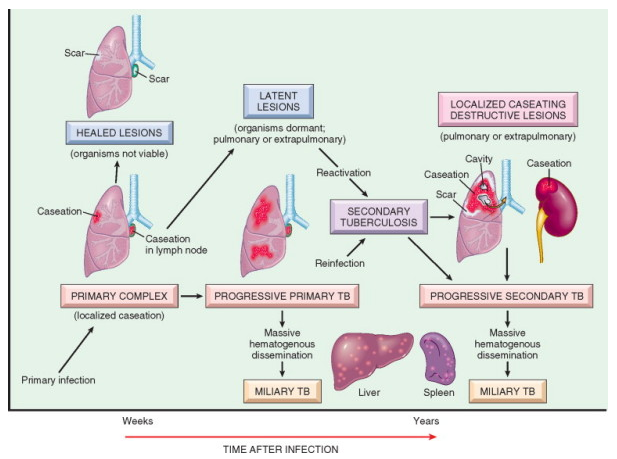 Scar
Scar
HEALED LESIONS
(organisms not viable)
LATENT
LESIONS
(organisms dormant;
pulmonary or extrapulmonary)
LOCALIZED CASEATING
DESTRUCTIVE LESIONS
(pulmonary or extrapulmonary)
Reactivation
Cavity
Caseation
Scar
Caseation
Caseation
Caseation
in lymph node
SECONDARY
TUBERCULOSIS
Reinfection
PRIMARY COMPLEX
(localized caseation)
PROGRESSIVE PRIMARY TB
PROGRESSIVE SECONDARY TB
Primary infection
Massive
hematogenous
dissemination
MILIARY TB
Liver
Spleen
Massive
hematogenous
dissemination
MILIARY TB
Weeks
Years
TIME AFTER INFECTION